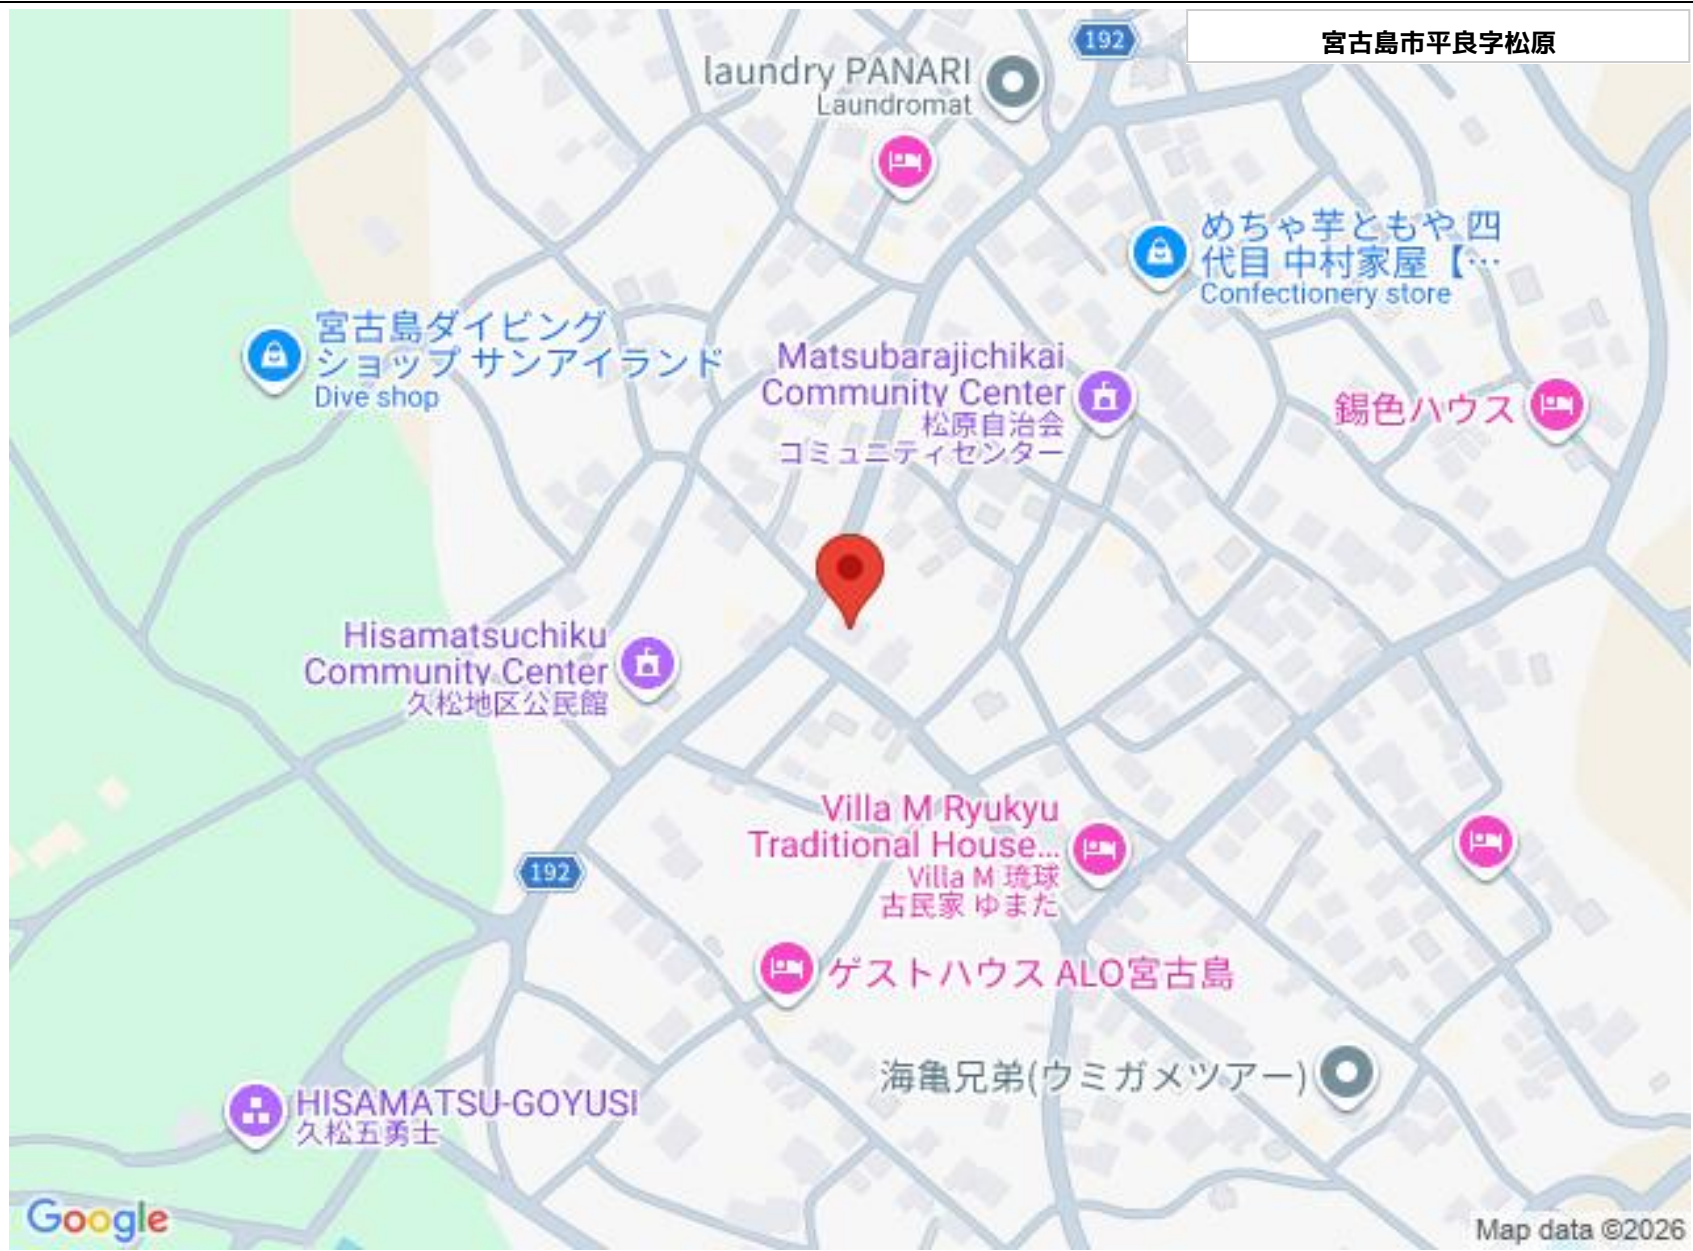 192
宮古島市平良字松原
laundry PANARI
Laundromat
めちゃ芋ともや 四
代目 中村家屋【…
Confectionery store
宮古島ダイビング
ショップ サンアイランド
Dive shop
Matsubarajichikai
Community Center
松原自治会
コミュニティセンター
錫色ハウス
Hisamatsuchiku
Community Center
久松地区公民館
Villa M Ryukyu
Traditional House...
Villa M 琉球
古民家 ゆまた
192
ゲストハウス ALO宮古島
海亀兄弟(ウミガメツアー)
HISAMATSU-GOYUSI
久松五勇士
Google
Map data ©2026